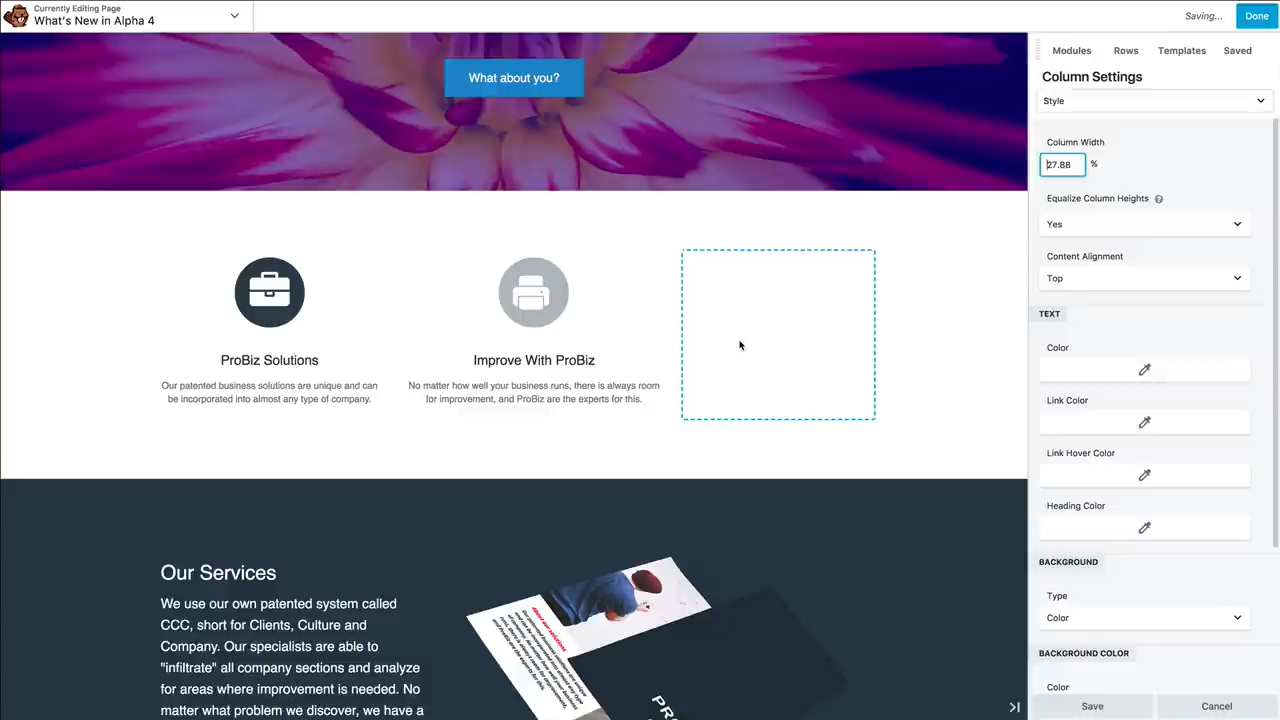 Currently Editing Page
What's New in Alpha 4
Saving...
Done
What about you?
ProBiz Solutions
Our patented business solutions are unique and can
be incorporated into almost any type of company.
Improve With ProBiz
No matter how well your business runs, there is always room
for improvement, and ProBiz are the experts for this.
Our Services
We use our own patented system called
CCC, short for Clients, Culture and
Company. Our specialists are able to
"infiltrate" all company sections and analyze
for areas where improvement is needed. No
matter what problem we discover, we have a
About our solutions
PRO
Modules
Rows
Templates
Saved
Column Settings
Style
Column Width
27.88
%
Equalize Column Heights
Yes
Content Alignment
Top
TEXT
Color
Link Color
Link Hover Color
Heading Color
BACKGROUND
Type
Color
BACKGROUND COLOR
Color
Save
Cancel